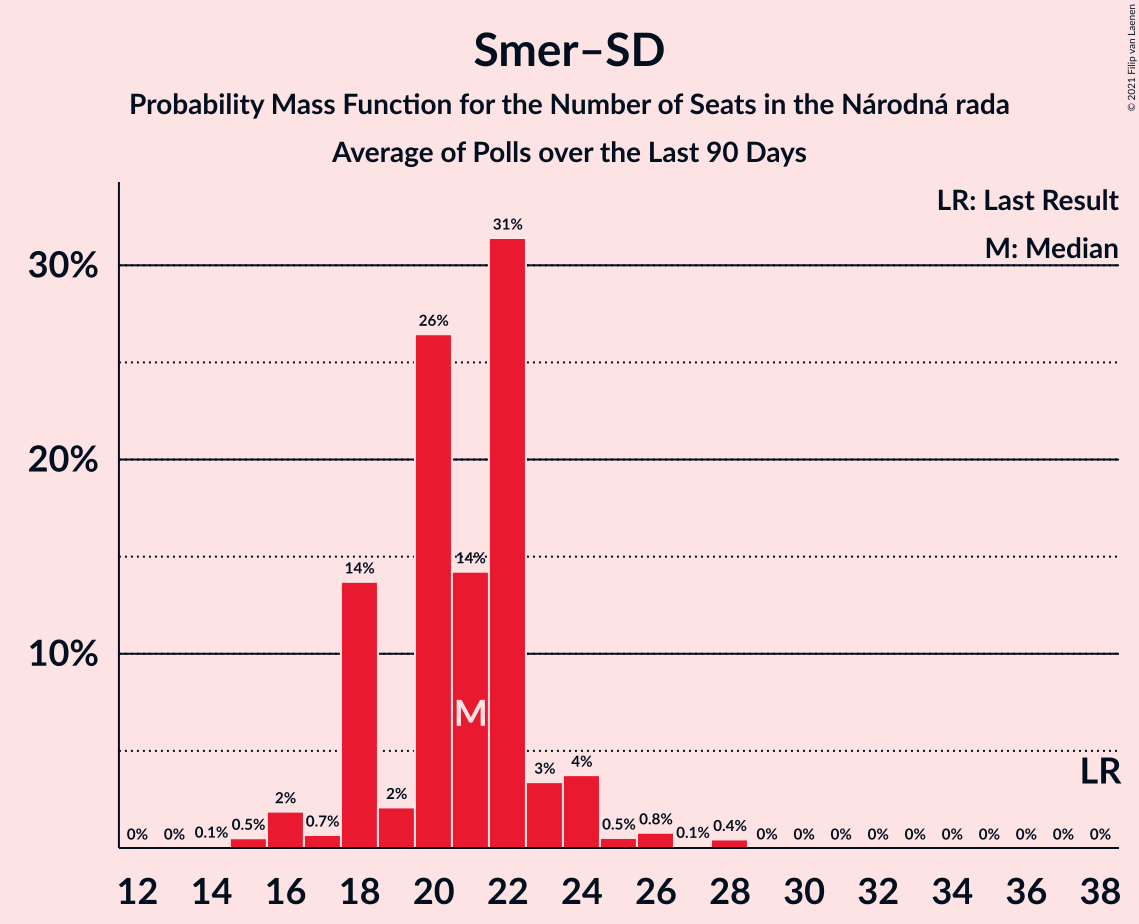 Smer–SD
Probability Mass Function for the Number of Seats in the Národná rada
Average of Polls over the Last 90 Days
© 2021 Filip van Laenen
LR: Last Result
M: Median
30%
20%
10%
0% 0% 0.1% 0.5% 2% 0.7% 14% 2% 26% 14% 31% 3% 4% 0.5% 0.8% 0.1% 0.4% 0% 0% 0% 0% 0% 0% 0% 0% 0% 0%
M
LR
12 14 16 18 20 22 24 26 28 30 32 34 36 38